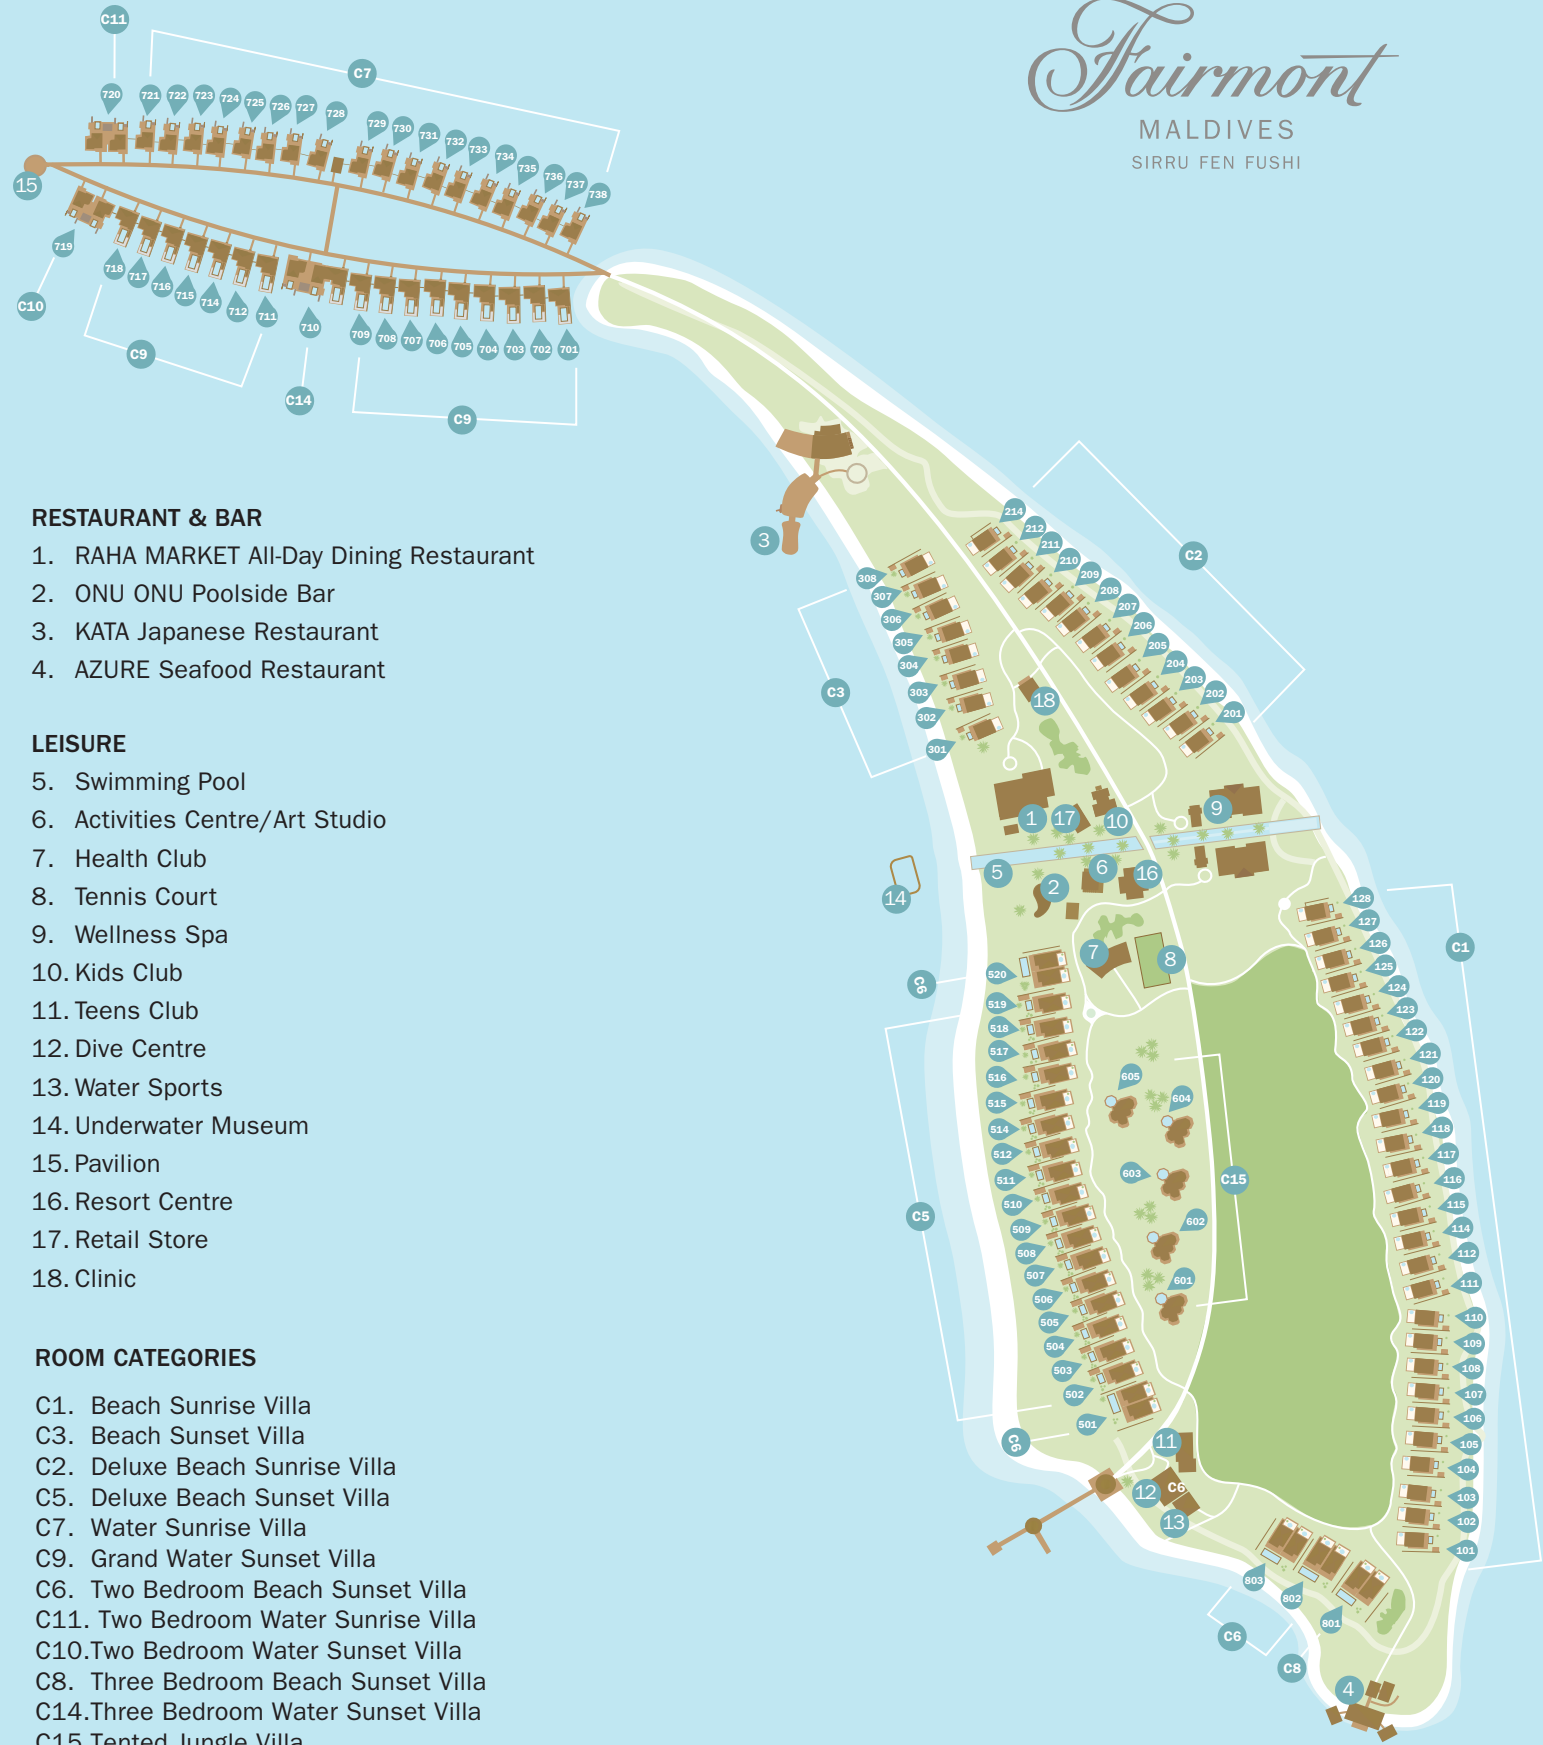 Fairmont
MALDIVES
SIRRU FEN FUSHI
C11
C7
720 721 722 723 724 725 726 727 728 729 730 731 732 733 734 735 736 737 738
15
719 718 717 716 715 714 712 711 710 709 708 707 706 705 704 703 702 701
C10
C9
C14
C9
RESTAURANT & BAR
1. RAHA MARKET All-Day Dining Restaurant
2. ONU ONU Poolside Bar
3. KATA Japanese Restaurant
4. AZURE Seafood Restaurant
LEISURE
5. Swimming Pool
6. Activities Centre/Art Studio
7. Health Club
8. Tennis Court
9. Wellness Spa
10. Kids Club
11. Teens Club
12. Dive Centre
13. Water Sports
14. Underwater Museum
15. Pavilion
16. Resort Centre
17. Retail Store
18. Clinic
ROOM CATEGORIES
C1. Beach Sunrise Villa
C3. Beach Sunset Villa
C2. Deluxe Beach Sunrise Villa
C5. Deluxe Beach Sunset Villa
C7. Water Sunrise Villa
C9. Grand Water Sunset Villa
C6. Two Bedroom Beach Sunset Villa
C11. Two Bedroom Water Sunrise Villa
C10.Two Bedroom Water Sunset Villa
C8. Three Bedroom Beach Sunset Villa
C14.Three Bedroom Water Sunset Villa
C15 Tented Jungle Villa
3
214
212
211
210
209
208
207
206
205
204
203
202
201
C2
308
307
306
305
304
303
302
301
C3
18
1
17
10
9
5
6
16
2
14
7
8
128
127
126
125
124
123
122
121
120
119
118
117
116
115
114
112
111
110
109
108
107
106
105
104
103
102
101
C1
C6
520
519
518
517
516
515
514
512
511
510
509
508
507
506
505
504
503
502
501
C5
C6
605
604
603
602
601
C15
11
12
C6
13
803
802
801
C6
C8
4